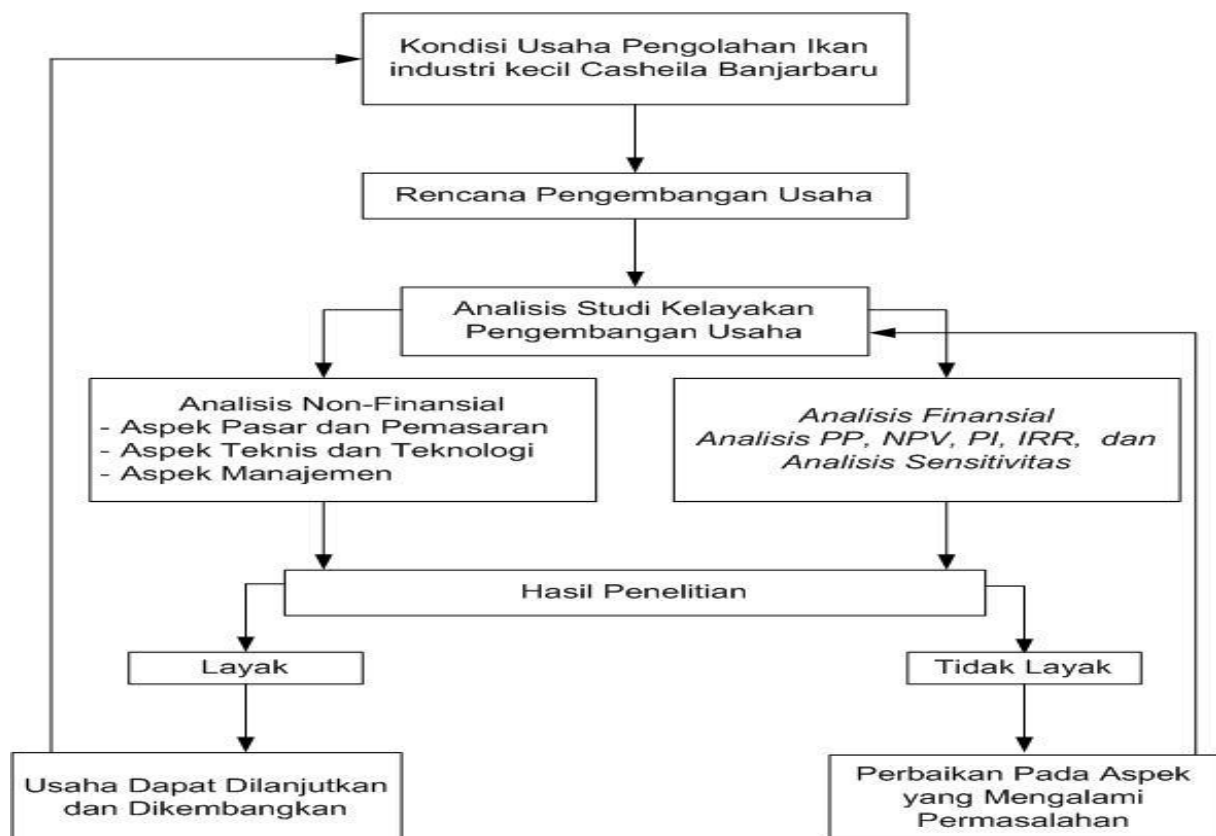 Kondisi Usaha Pengolahan Ikan
industri kecil Casheila Banjarbaru
Rencana Pengembangan Usaha
Analisis Studi Kelayakan
Pengembangan Usaha
Analisis Non-Finansial
- Aspek Pasar dan Pemasaran
- Aspek Teknis dan Teknologi
- Aspek Manajemen
Analisis Finansial
Analisis PP, NPV, PI, IRR, dan
Analisis Sensitivitas
Hasil Penelitian
Layak
Tidak Layak
Usaha Dapat Dilanjutkan
dan Dikembangkan
Perbaikan Pada Aspek
yang Mengalami
Permasalahan